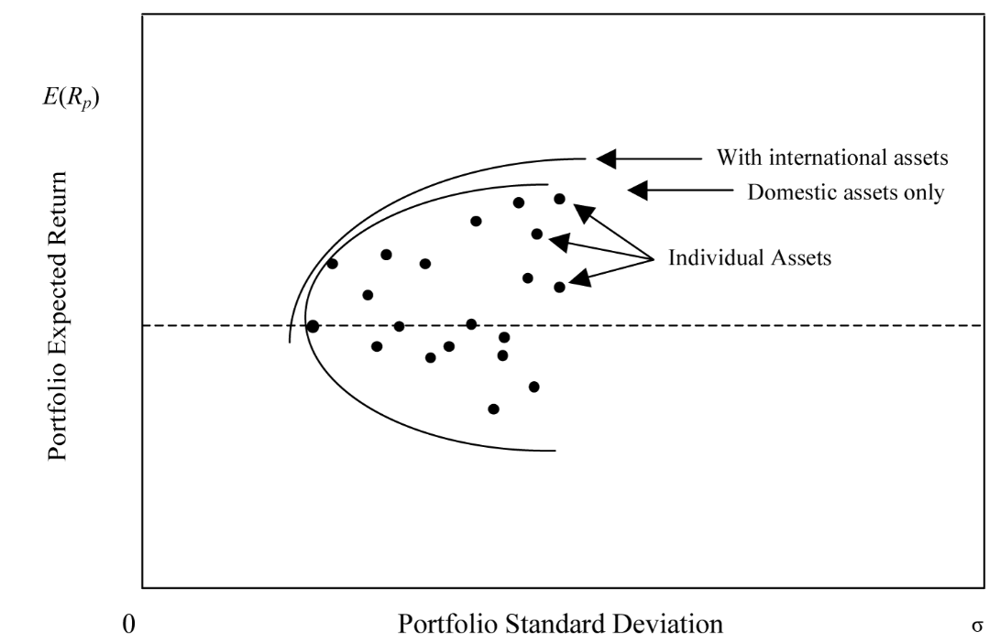 E(Rp)
With international assets
Domestic assets only
Individual Assets
Portfolio Expected Return
0
Portfolio Standard Deviation
σ